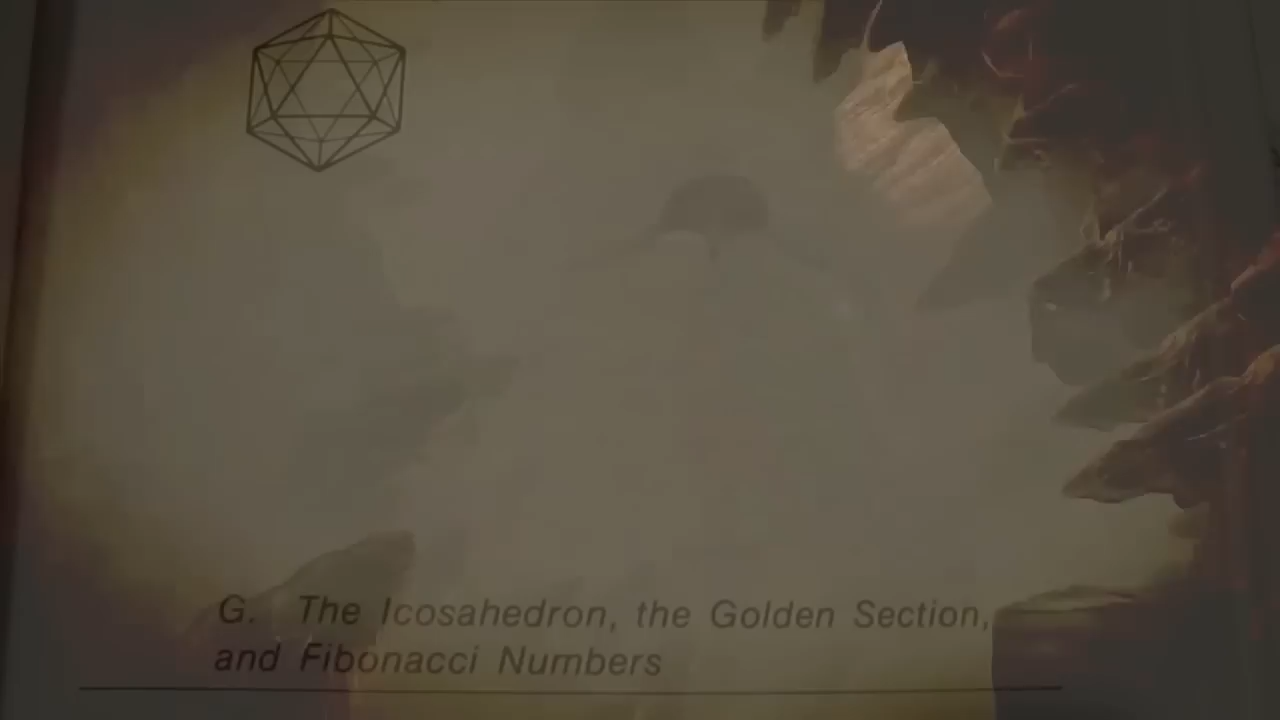 G. The Icosahedron, the Golden Section,
and Fibonacci Numbers